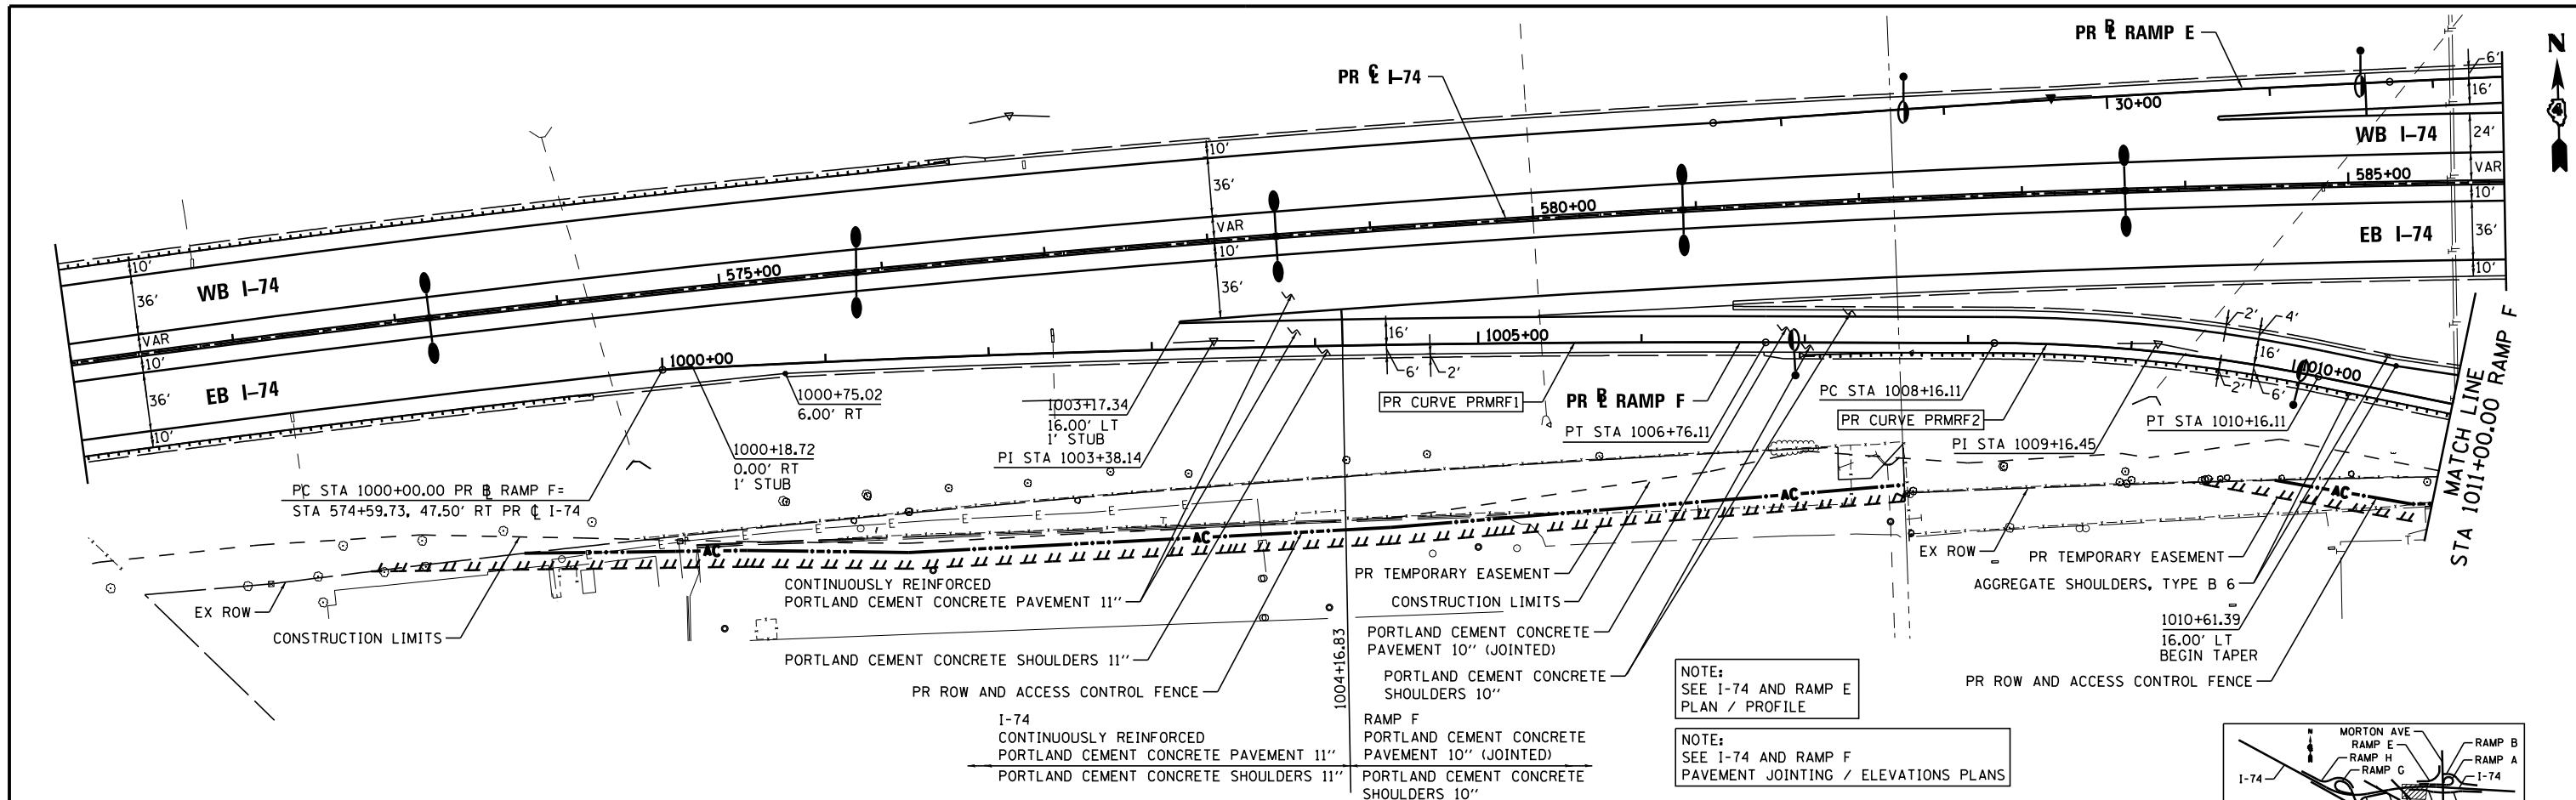 PR ℄ I-74
PR BL RAMP E
N
4
30+00
WB I-74
6'
16'
24'
VAR
10'
36'
10'
585+00
EB I-74
580+00
10'
36'
VAR
10'
36'
575+00
10'
36'
VAR
10'
36'
10'
WB I-74
EB I-74
1000+00
1000+75.02
6.00' RT
1000+18.72
0.00' RT
1' STUB
PC STA 1000+00.00 PR BL RAMP F=
STA 574+59.73, 47.50' RT PR ℄ I-74
1003+17.34
16.00' LT
1' STUB
PI STA 1003+38.14
16'
1005+00
6'
2'
PR CURVE PRMRF1
PR BL RAMP F
PT STA 1006+76.11
PC STA 1008+16.11
PR CURVE PRMRF2
PI STA 1009+16.45
PT STA 1010+16.11
2'
4'
16'
2'
6'
1010+00
MATCH LINE
STA 1011+00.00 RAMP F
E
E
E
E
E
E
E
E
T
T
AC
AC
AC
AC
EX ROW
CONSTRUCTION LIMITS
CONTINUOUSLY REINFORCED
PORTLAND CEMENT CONCRETE PAVEMENT 11"
PORTLAND CEMENT CONCRETE SHOULDERS 11"
PR ROW AND ACCESS CONTROL FENCE
1004+16.83
PR TEMPORARY EASEMENT
CONSTRUCTION LIMITS
PORTLAND CEMENT CONCRETE
PAVEMENT 10" (JOINTED)
PORTLAND CEMENT CONCRETE
SHOULDERS 10"
EX ROW
PR TEMPORARY EASEMENT
AGGREGATE SHOULDERS, TYPE B 6
1010+61.39
16.00' LT
BEGIN TAPER
PR ROW AND ACCESS CONTROL FENCE
I-74
CONTINUOUSLY REINFORCED
PORTLAND CEMENT CONCRETE PAVEMENT 11"
PORTLAND CEMENT CONCRETE SHOULDERS 11"
RAMP F
PORTLAND CEMENT CONCRETE
PAVEMENT 10" (JOINTED)
PORTLAND CEMENT CONCRETE
SHOULDERS 10"
NOTE:
SEE I-74 AND RAMP E
PLAN / PROFILE
NOTE:
SEE I-74 AND RAMP F
PAVEMENT JOINTING / ELEVATIONS PLANS
N
MORTON AVE
RAMP E
RAMP H
RAMP G
I-74
RAMP B
RAMP A
I-74